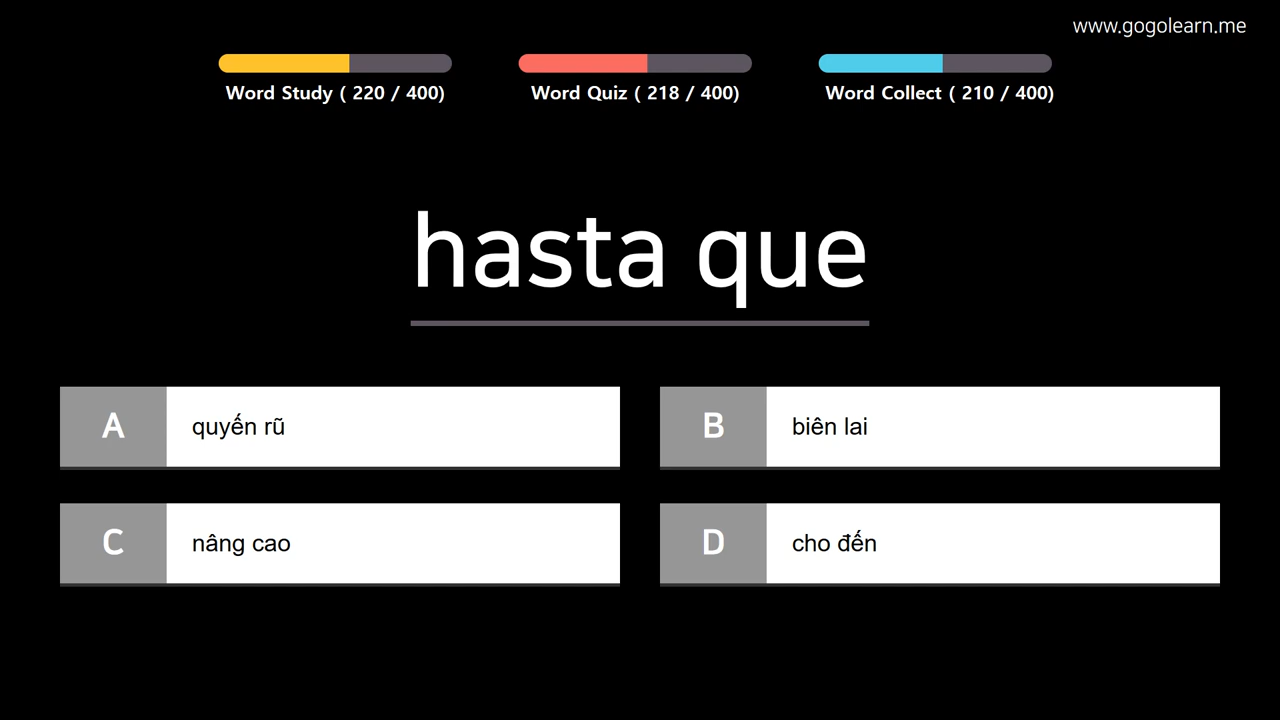 www.gogolearn.me
Word Study ( 220 / 400)
Word Quiz ( 218 / 400)
Word Collect ( 210 / 400)
hasta que
A
quyến rũ
B
biên lai
C
nâng cao
D
cho đến